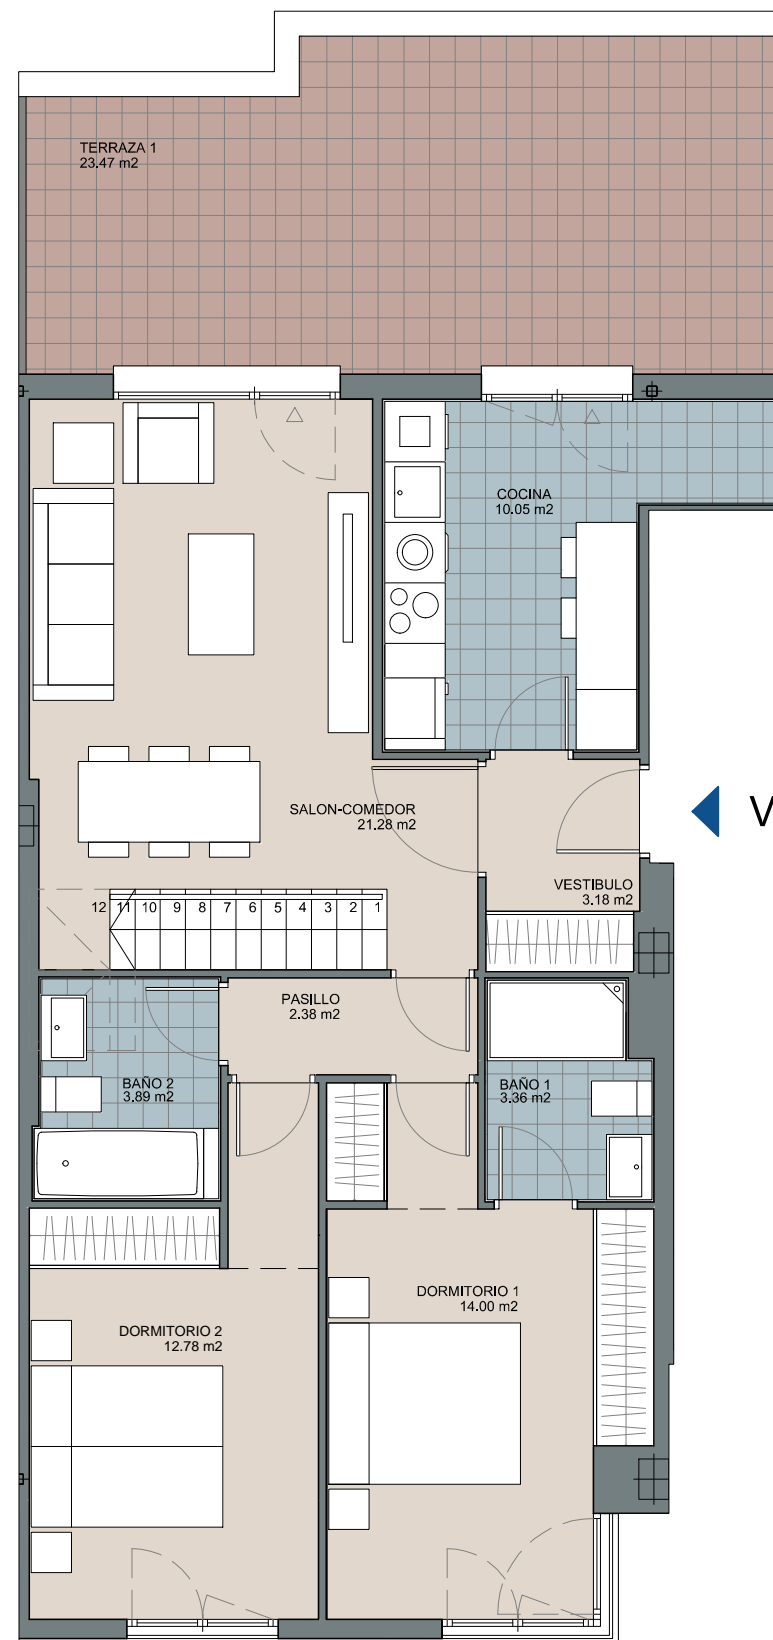 TERRAZA 1
23.47 m2
COCINA
10.05 m2
SALON-COMEDOR
21.28 m2
V
VESTIBULO
3.18 m2
12 11 10 9 8 7 6 5 4 3 2 1
PASILLO
2.38 m2
BAÑO 2
3.89 m2
BAÑO 1
3.36 m2
DORMITORIO 1
14.00 m2
DORMITORIO 2
12.78 m2